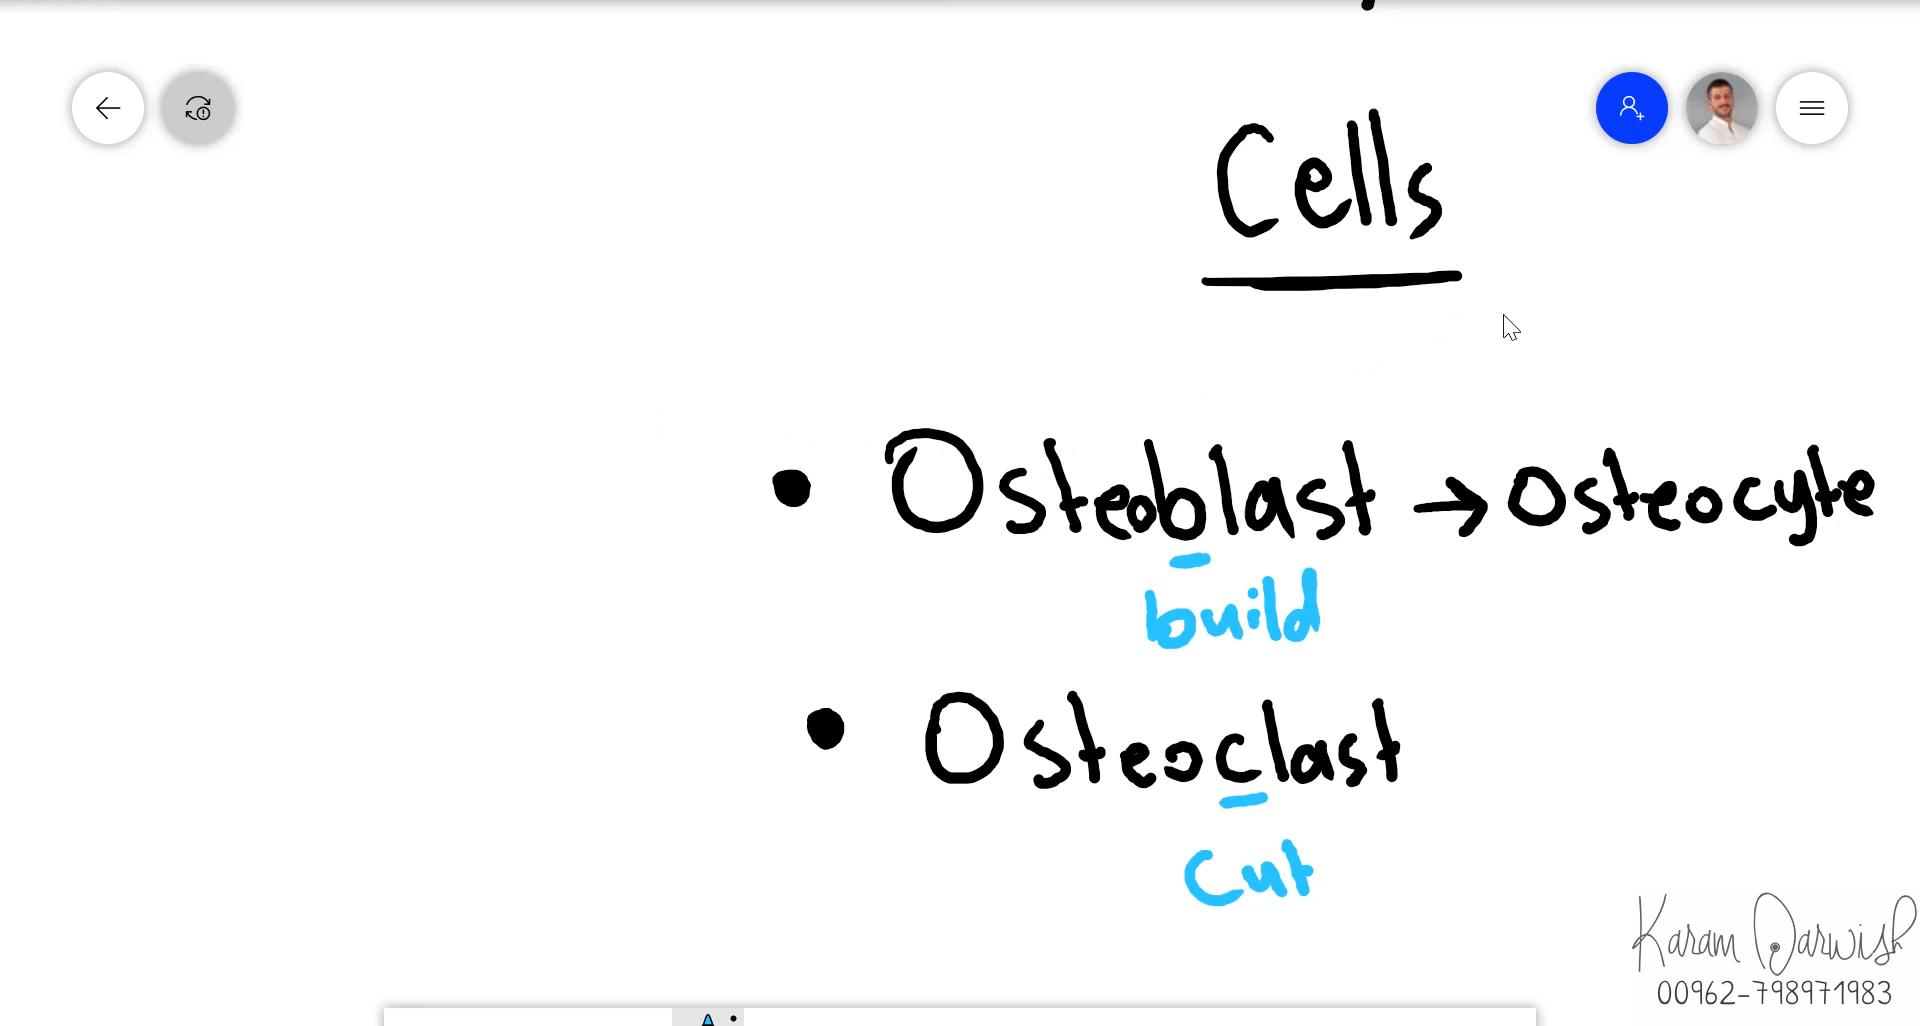 Cells
• Osteoblast → Osteocyte
build
• Osteoclast
Cut
Karam Darwish
00962-798971983